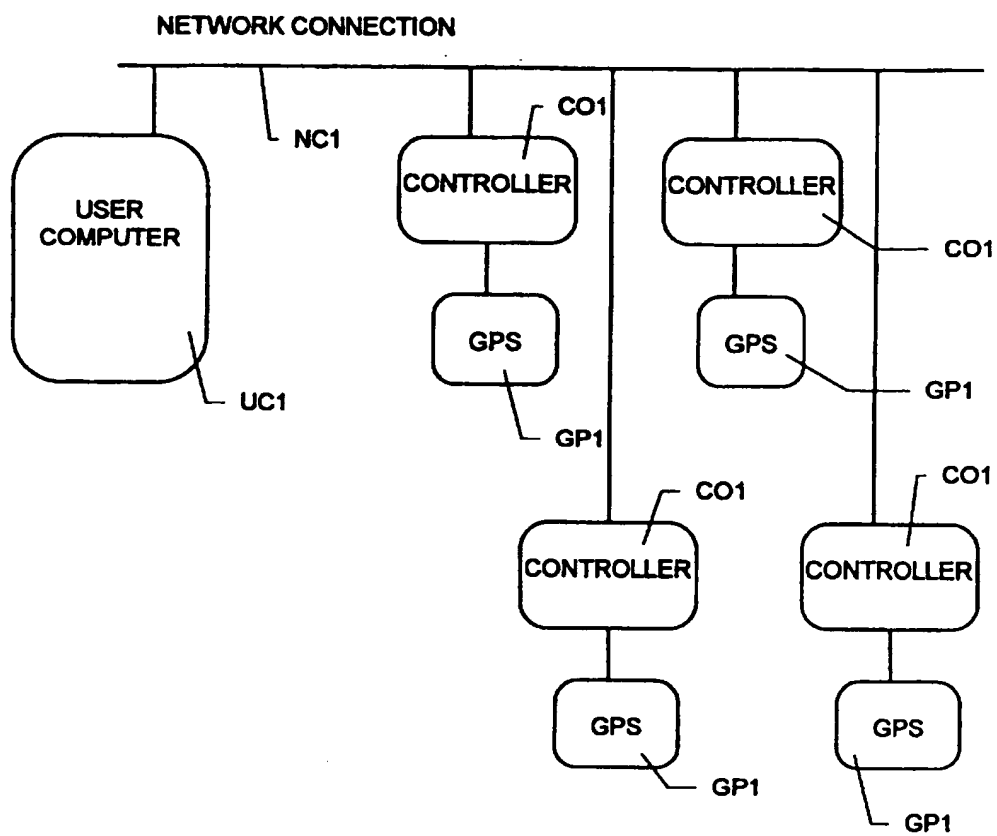 NETWORK CONNECTION
NC1
CO1
USER
COMPUTER
CONTROLLER
CONTROLLER
CO1
GPS
GPS
UC1
GP1
GP1
CO1
CO1
CONTROLLER
CONTROLLER
GPS
GPS
GP1
GP1